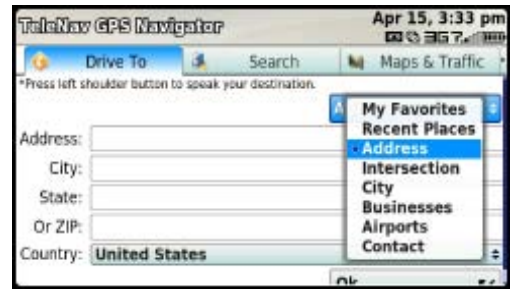 TeleNav GPS Navigator
Apr 15, 3:33 pm
3G
Drive To
Search
Maps & Traffic
*Press left shoulder button to speak your destination.
My Favorites
Recent Places
Address
Intersection
City
Businesses
Airports
Contact
Address:
City:
State:
Or ZIP:
Country: United States
Ok